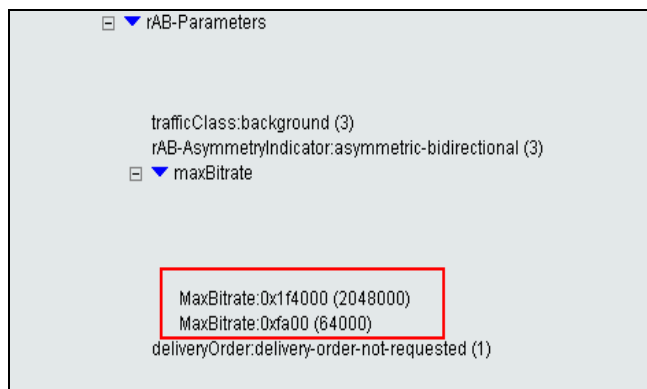 rAB-Parameters
trafficClass:background (3)
rAB-AsymmetryIndicator:asymmetric-bidirectional (3)
maxBitrate
MaxBitrate:0x1f4000 (2048000)
MaxBitrate:0xfa00 (64000)
deliveryOrder:delivery-order-not-requested (1)